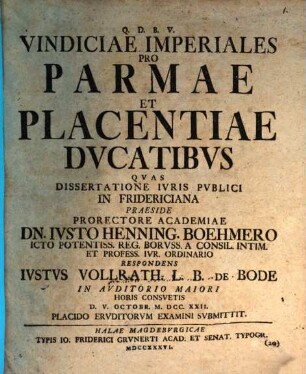 Q. D. B. V.
VINDICIAE IMPERIALES
PRO
PARMAE
ET
PLACENTIAE
DVCATIBVS
QVAS
DISSERTATIONE IVRIS PVBLICI
IN FRIDERICIANA
PRAESIDE
PRORECTORE ACADEMIAE
DN. IVSTO HENNING. BOEHMERO
ICTO POTENTISS. REG. BORVSS. A CONSIL. INTIM.
ET PROFESS. IVR. ORDINARIO
RESPONDENS
IVSTVS VOLLRATH L. B. DE BODE
IN AVDITORIO MAIORI
HORIS CONSVETIS
D. V. OCTOBR. M. DCC. XXII.
PLACIDO ERVDITORVM EXAMINI SVBMITTIT.
HALAE MAGDEBVRGICAE
TYPIS IO. FRIDERICI GRVNERTI ACAD. ET SENAT. TYPOGR.
MDCCXXXVI.